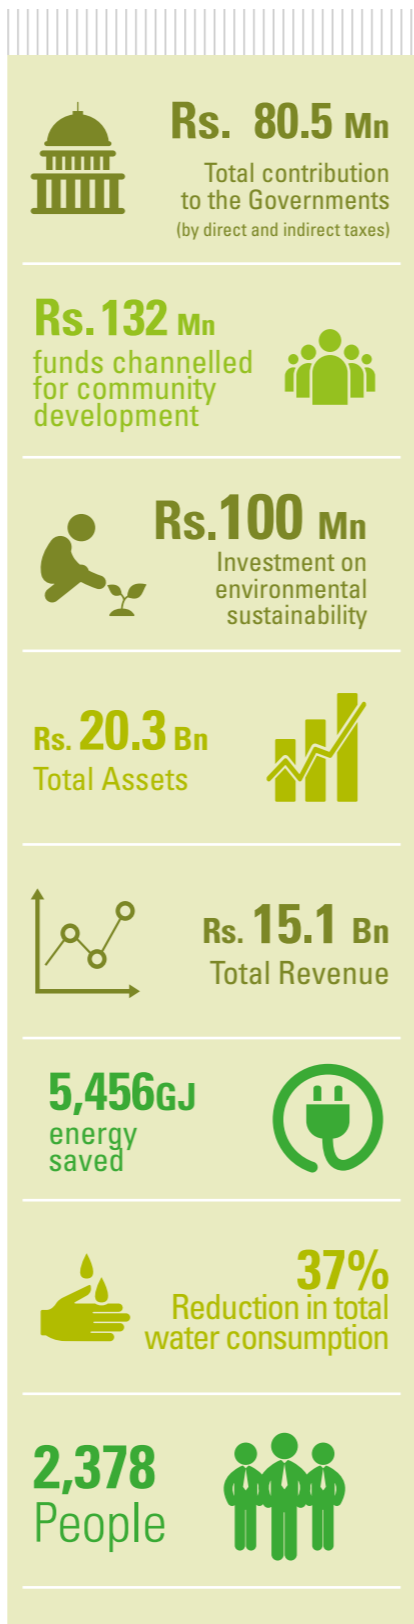 Rs. 80.5 Mn
Total contribution
to the Governments
(by direct and indirect taxes)
Rs. 132 Mn
funds channelled
for community
development
Rs.100 Mn
Investment on
environmental
sustainability
Rs. 20.3 Bn
Total Assets
Rs. 15.1 Bn
Total Revenue
5,456GJ
energy
saved
37%
Reduction in total
water consumption
2,378
People